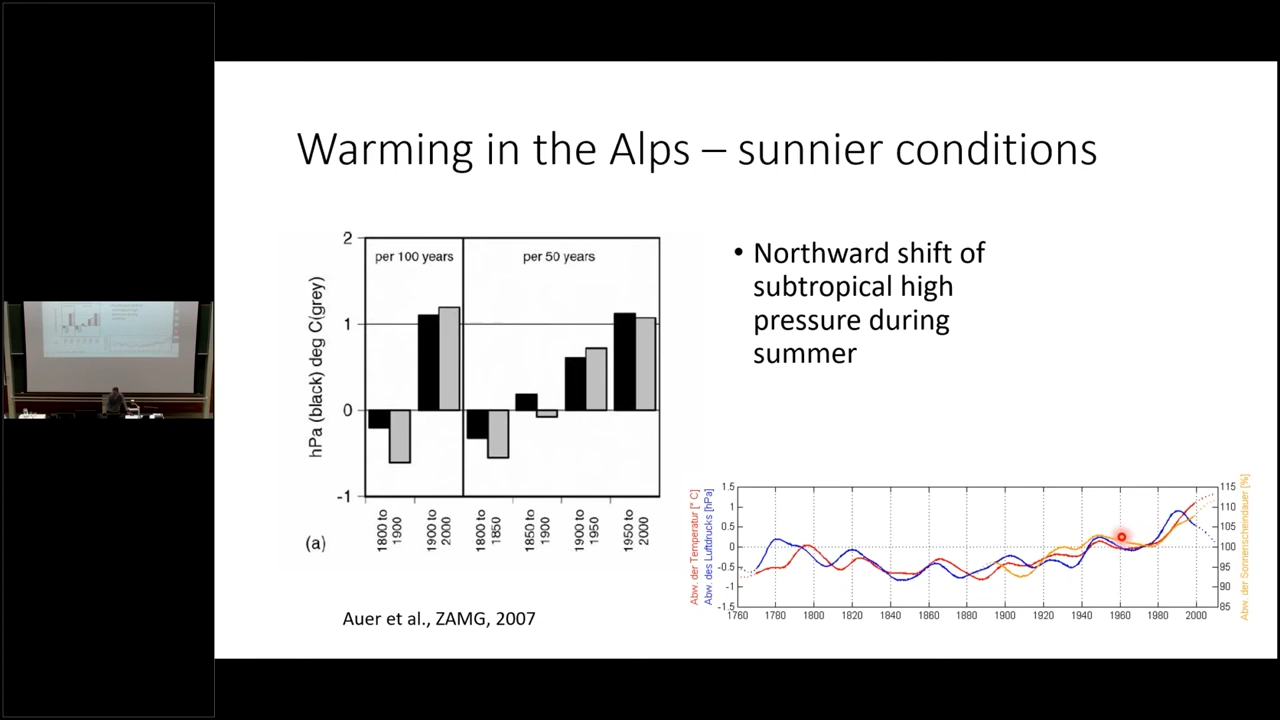 Warming in the Alps – sunnier conditions
2
1
0
-1
hPa (black) deg C(grey)
per 100 years
per 50 years
1800 to 1900
1900 to 2000
1800 to 1850
1850 to 1900
1900 to 1950
1950 to 2000
(a)
Auer et al., ZAMG, 2007
• Northward shift of
subtropical high
pressure during
summer
Abw. der Temperatur [° C]
Abw. des Luftdrucks [hPa]
1.5
1
0.5
0
-0.5
-1
-1.5
1760 1780 1800 1820 1840 1860 1880 1900 1920 1940 1960 1980 2000
115
110
105
100
95
90
85
Abw. der Sonnenscheindauer [%]